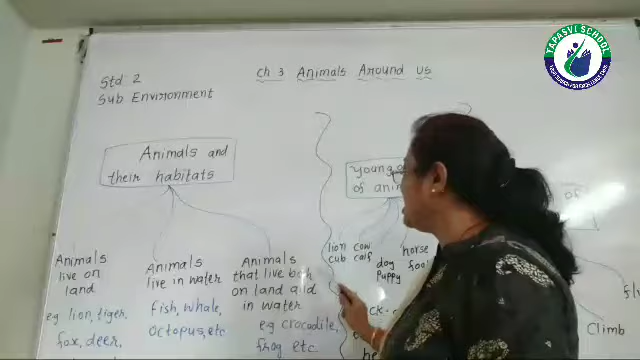 TAPASVI SCHOOL
Std 2
Sub Environment
Ch 3 Animals Around us
Animals and
their habitats
Animals
live on
land
eg lion, tiger,
fox, deer,
Animals
live in water
fish, whale,
octopus, etc
Animals
that live both
on land and
in water
eg crocodile,
frog etc.
young
of
lion
cub
cow
calf
dog
puppy
horse
of
Climb